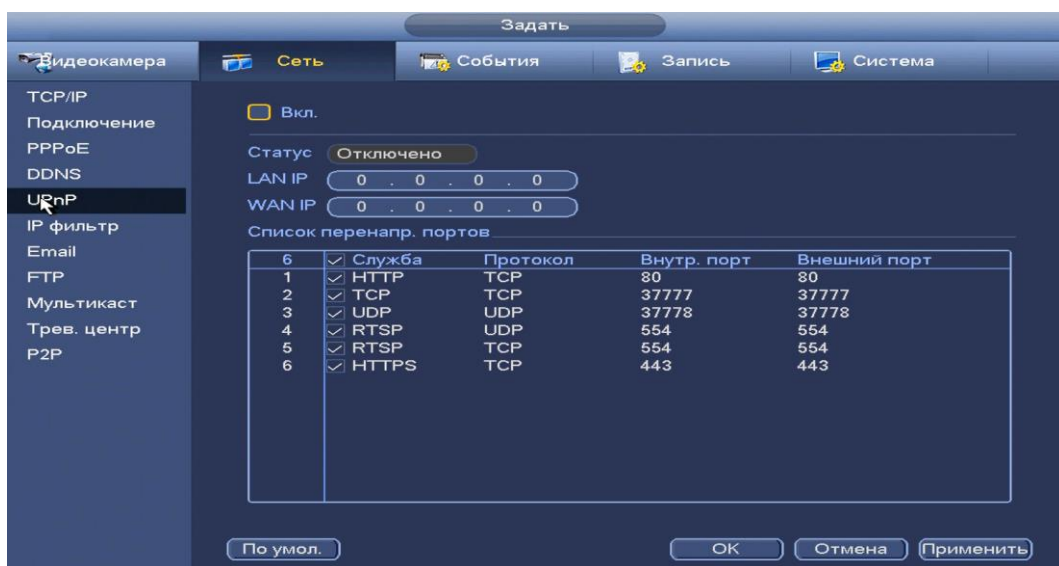 Задать
Видеокамера Сеть События Запись Система
TCP/IP
Подключение
PPPoE
DDNS
UPnP
IP фильтр
Email
FTP
Мультикаст
Трев. центр
P2P
Вкл.
Статус Отключено
LAN IP 0 . 0 . 0 . 0
WAN IP 0 . 0 . 0 . 0
Список перенапр. портов
6 Служба Протокол Внутр. порт Внешний порт
1 HTTP TCP 80 80
2 TCP TCP 37777 37777
3 UDP UDP 37778 37778
4 RTSP UDP 554 554
5 RTSP TCP 554 554
6 HTTPS TCP 443 443
По умол. OK Отмена Применить